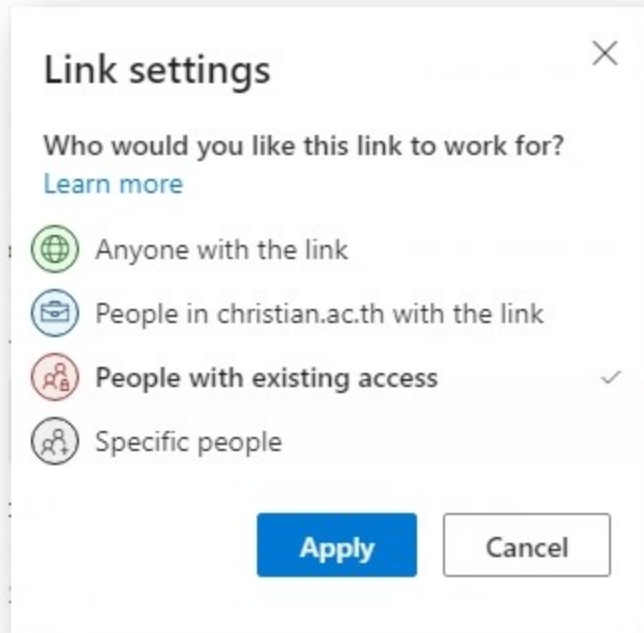 Link settings
Who would you like this link to work for?
Learn more
Anyone with the link
People in christian.ac.th with the link
People with existing access
Specific people
Apply
Cancel